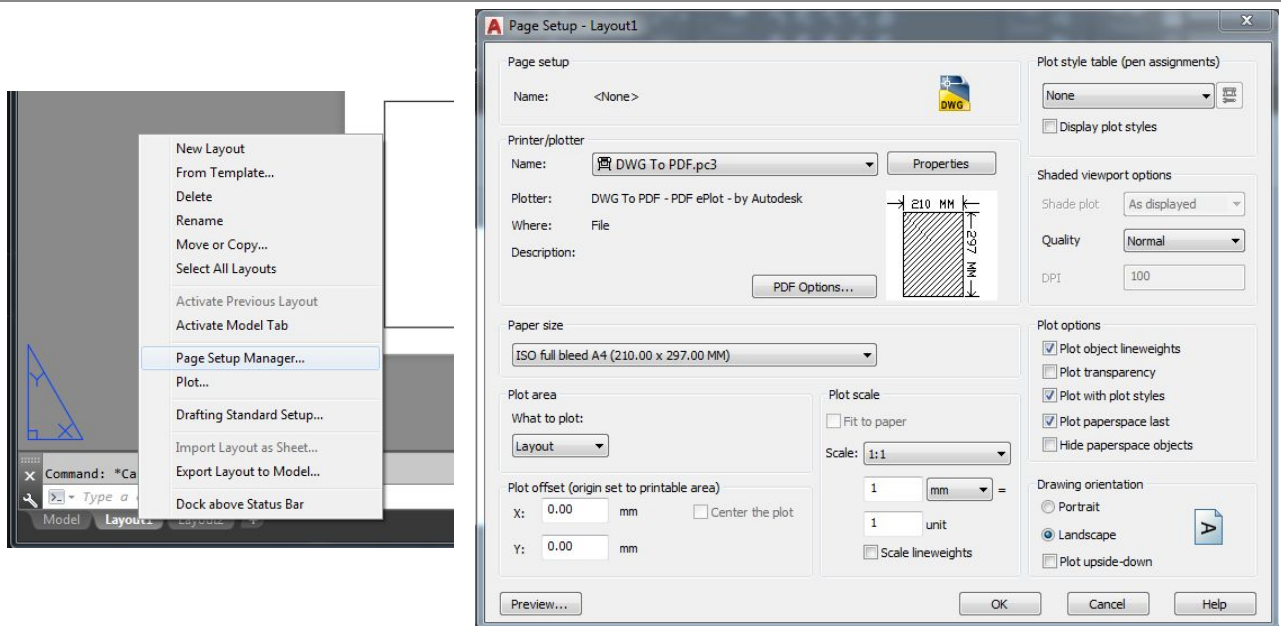 New Layout
From Template...
Delete
Rename
Move or Copy...
Select All Layouts
Activate Previous Layout
Activate Model Tab
Page Setup Manager...
Plot...
Drafting Standard Setup...
Import Layout as Sheet...
Export Layout to Model...
Dock above Status Bar
Y
X
Command: *Ca
Type a
Model Layout1 Layout2 +
Page Setup - Layout1
Page setup
Name: <None>
DWG
Printer/plotter
Name: DWG To PDF.pc3 Properties
Plotter: DWG To PDF - PDF ePlot - by Autodesk
Where: File
Description:
210 MM
297 MM
PDF Options...
Paper size
ISO full bleed A4 (210.00 x 297.00 MM)
Plot area
What to plot:
Layout
Plot offset (origin set to printable area)
X: 0.00 mm Center the plot
Y: 0.00 mm
Plot scale
Fit to paper
Scale: 1:1
1 mm =
1 unit
Scale lineweights
Plot style table (pen assignments)
None
Display plot styles
Shaded viewport options
Shade plot As displayed
Quality Normal
DPI 100
Plot options
Plot object lineweights
Plot transparency
Plot with plot styles
Plot paperspace last
Hide paperspace objects
Drawing orientation
Portrait
Landscape
A
Plot upside-down
Preview... OK Cancel Help